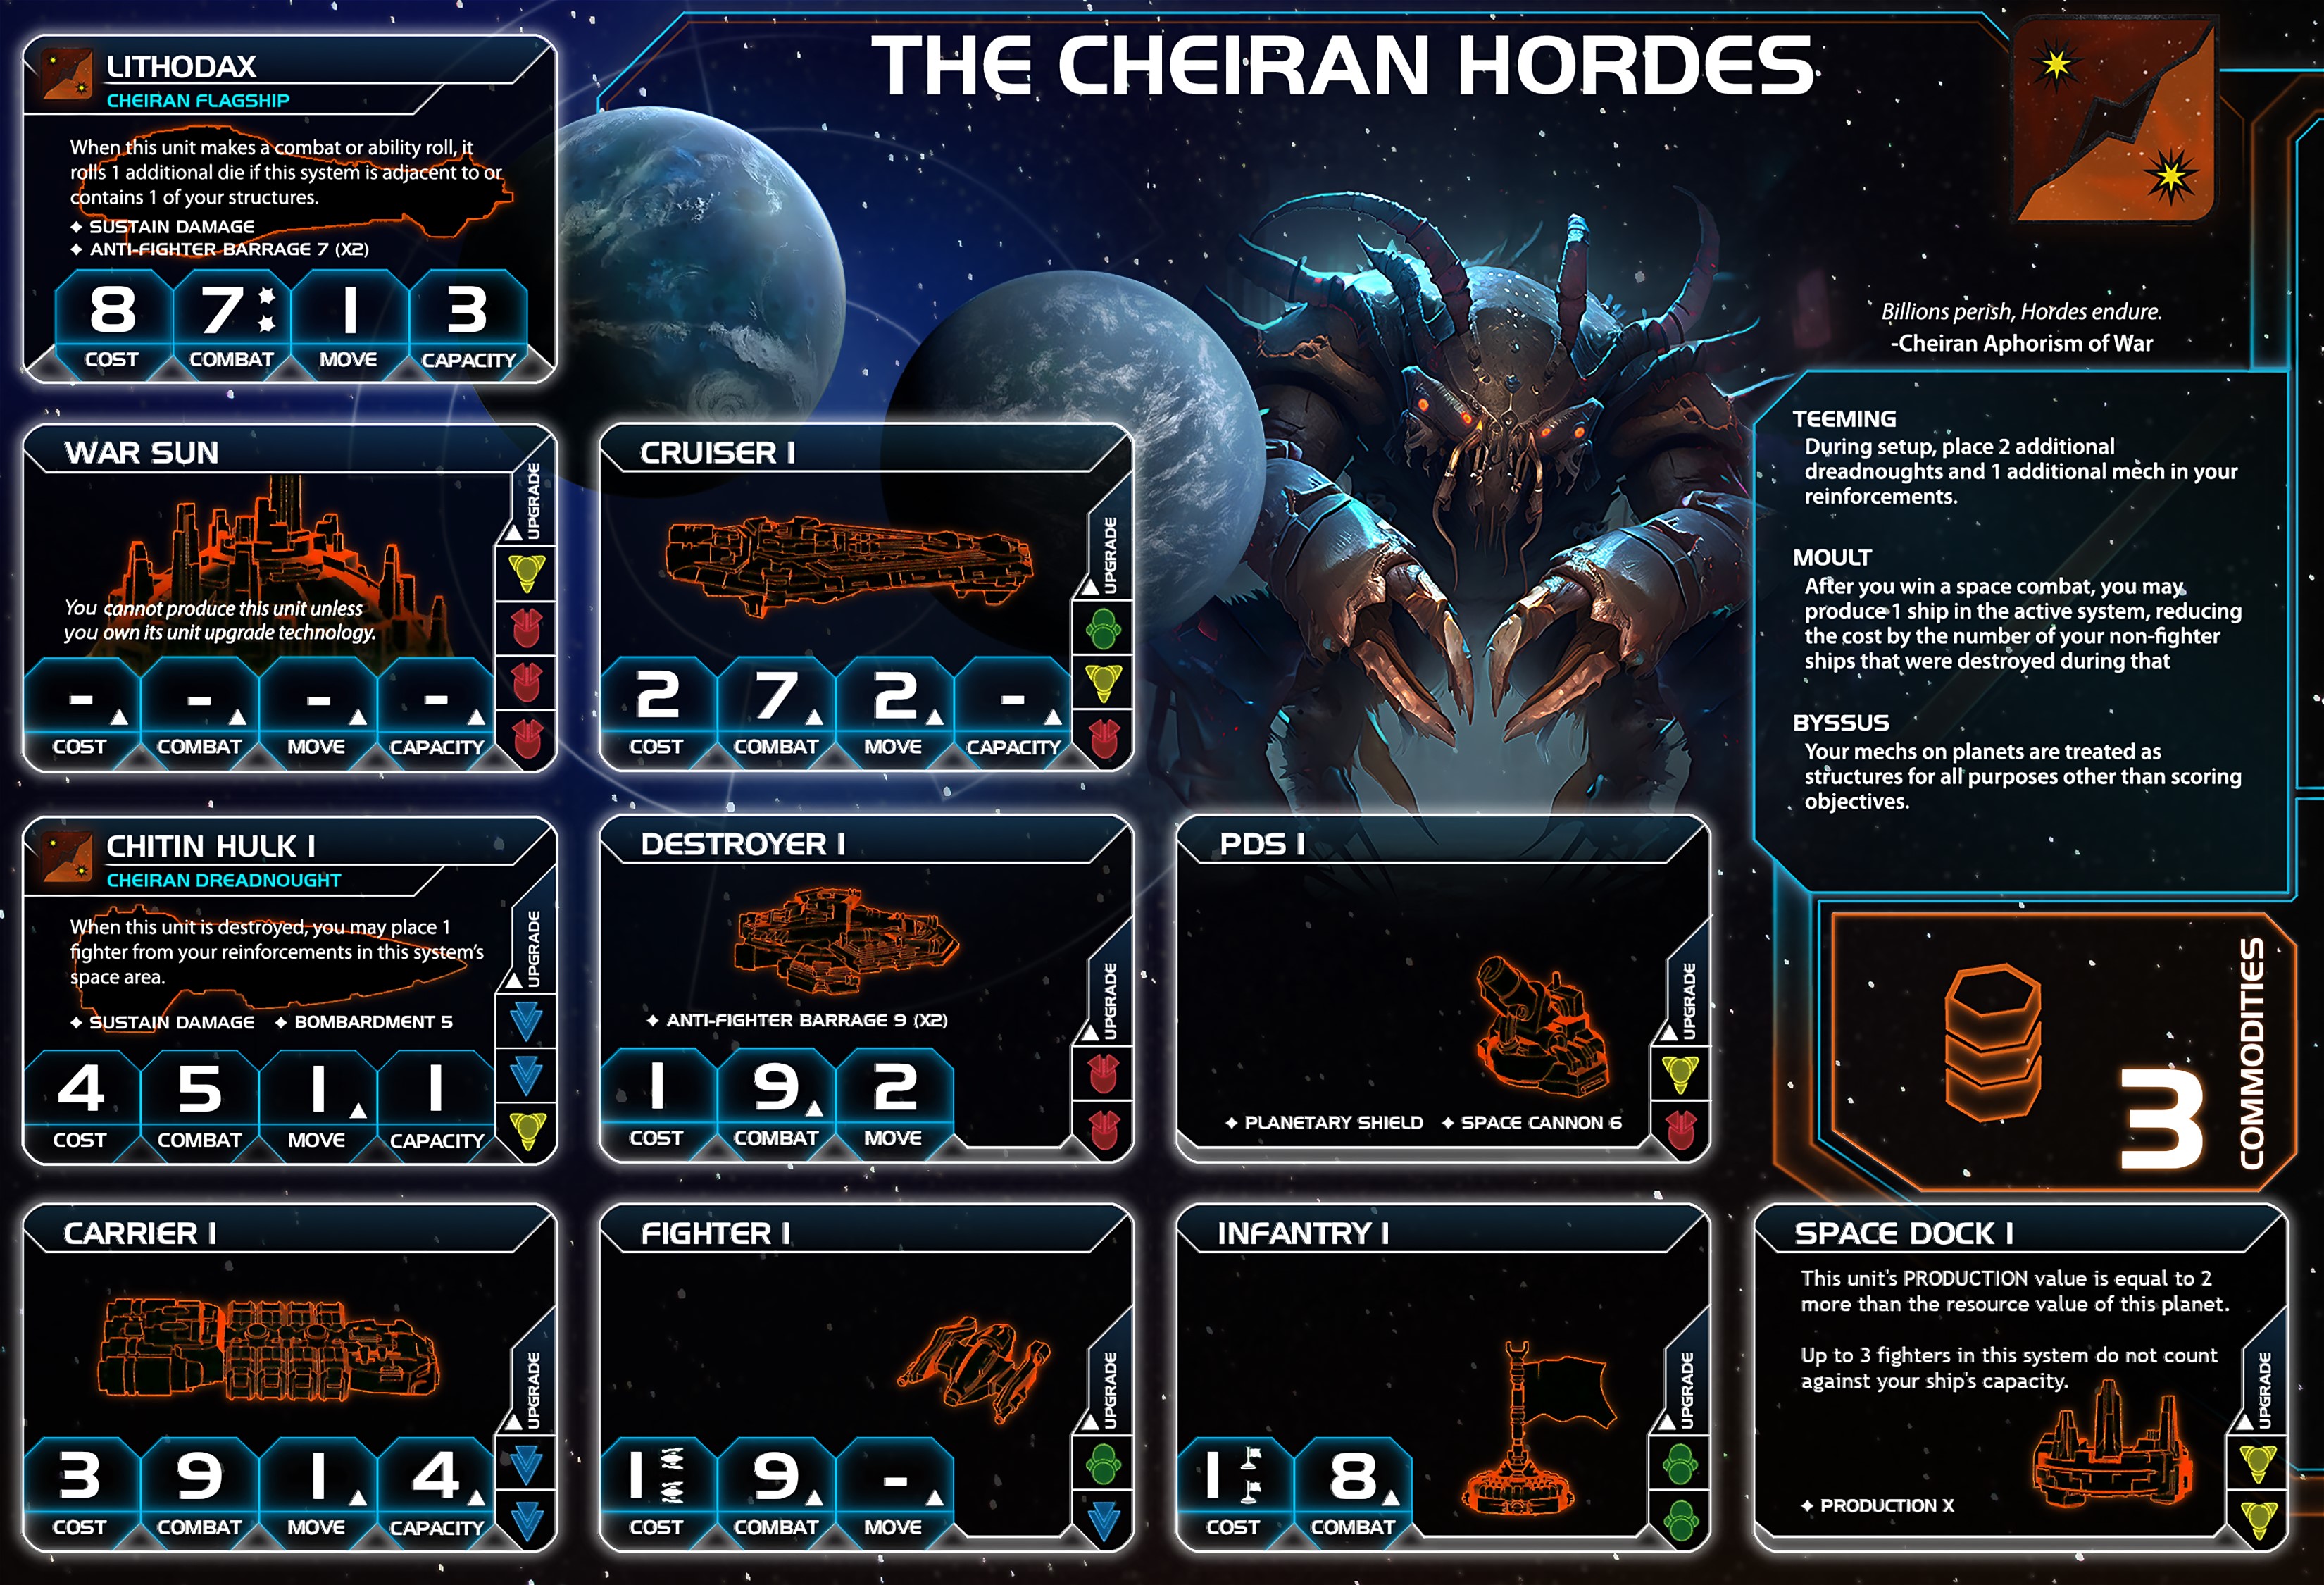 THE CHEIRAN HORDES
LITHODAX
CHEIRAN FLAGSHIP
When this unit makes a combat or ability roll, it
rolls 1 additional die if this system is adjacent to or
contains 1 of your structures.
SUSTAIN DAMAGE
ANTI-FIGHTER BARRAGE 7 (X2)
8 7 1 3
COST COMBAT MOVE CAPACITY
Billions perish, Hordes endure.
-Cheiran Aphorism of War
WAR SUN
UPGRADE
You cannot produce this unit unless
you own its unit upgrade technology.
- - - -
COST COMBAT MOVE CAPACITY
CRUISER I
UPGRADE
2 7 2 -
COST COMBAT MOVE CAPACITY
TEEMING
During setup, place 2 additional
dreadnoughts and 1 additional mech in your
reinforcements.
MOULT
After you win a space combat, you may
produce 1 ship in the active system, reducing
the cost by the number of your non-fighter
ships that were destroyed during that
BYSSUS
Your mechs on planets are treated as
structures for all purposes other than scoring
objectives.
CHITIN HULK I
CHEIRAN DREADNOUGHT
UPGRADE
When this unit is destroyed, you may place 1
fighter from your reinforcements in this system's
space area.
SUSTAIN DAMAGE BOMBARDMENT 5
4 5 1 1
COST COMBAT MOVE CAPACITY
DESTROYER I
UPGRADE
ANTI-FIGHTER BARRAGE 9 (X2)
1 9 2
COST COMBAT MOVE
PDS I
UPGRADE
PLANETARY SHIELD SPACE CANNON 6
3
COMMODITIES
CARRIER I
UPGRADE
3 9 1 4
COST COMBAT MOVE CAPACITY
FIGHTER I
UPGRADE
1 9 -
COST COMBAT MOVE
INFANTRY I
UPGRADE
1 8
COST COMBAT
SPACE DOCK I
This unit's PRODUCTION value is equal to 2
more than the resource value of this planet.
Up to 3 fighters in this system do not count
against your ship's capacity.
UPGRADE
PRODUCTION X